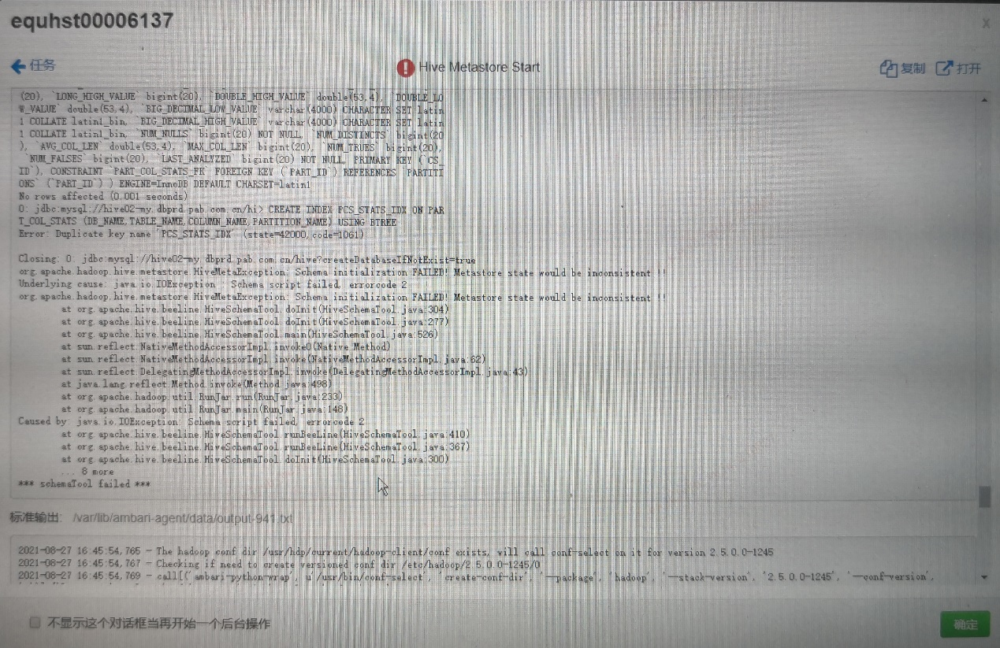 equhst00006137
x
任务
Hive Metastore Start
复制 打开
(20), `LONG_HIGH_VALUE` bigint(20), `DOUBLE_HIGH_VALUE` double(53,4), `DOUBLE_LO
W_VALUE` double(53,4), `BIG_DECIMAL_LOW_VALUE` varchar(4000) CHARACTER SET latin
1 COLLATE latin1_bin, `BIG_DECIMAL_HIGH_VALUE` varchar(4000) CHARACTER SET latin
1 COLLATE latin1_bin, `NUM_NULLS` bigint(20) NOT NULL, `NUM_DISTINCTS` bigint(20
), `AVG_COL_LEN` double(53,4), `MAX_COL_LEN` bigint(20), `NUM_TRUES` bigint(20),
`NUM_FALSES` bigint(20), `LAST_ANALYZED` bigint(20) NOT NULL, PRIMARY KEY (`CS_
ID`), CONSTRAINT `PART_COL_STATS_FK` FOREIGN KEY (`PART_ID`) REFERENCES `PARTITI
ONS` (`PART_ID`) ) ENGINE=InnoDB DEFAULT CHARSET=latin1
No rows affected (0.001 seconds)
0: jdbc:mysql://hive02-my.dbprd.pab.com.cn/hi> CREATE INDEX PCS_STATS_IDX ON PAR
T_COL_STATS (DB_NAME,TABLE_NAME,COLUMN_NAME,PARTITION_NAME) USING BTREE
Error: Duplicate key name 'PCS_STATS_IDX' (state=42000,code=1061)
Closing: 0: jdbc:mysql://hive02-my.dbprd.pab.com.cn/hive?createDatabaseIfNotExist=true
org.apache.hadoop.hive.metastore.HiveMetaException: Schema initialization FAILED! Metastore state would be inconsistent !!
Underlying cause: java.io.IOException : Schema script failed, errorcode 2
org.apache.hadoop.hive.metastore.HiveMetaException: Schema initialization FAILED! Metastore state would be inconsistent !!
at org.apache.hive.beeline.HiveSchemaTool.doInit(HiveSchemaTool.java:304)
at org.apache.hive.beeline.HiveSchemaTool.doInit(HiveSchemaTool.java:277)
at org.apache.hive.beeline.HiveSchemaTool.main(HiveSchemaTool.java:526)
at sun.reflect.NativeMethodAccessorImpl.invoke0(Native Method)
at sun.reflect.NativeMethodAccessorImpl.invoke(NativeMethodAccessorImpl.java:62)
at sun.reflect.DelegatingMethodAccessorImpl.invoke(DelegatingMethodAccessorImpl.java:43)
at java.lang.reflect.Method.invoke(Method.java:498)
at org.apache.hadoop.util.RunJar.run(RunJar.java:233)
at org.apache.hadoop.util.RunJar.main(RunJar.java:148)
Caused by: java.io.IOException: Schema script failed, errorcode 2
at org.apache.hive.beeline.HiveSchemaTool.runBeeLine(HiveSchemaTool.java:410)
at org.apache.hive.beeline.HiveSchemaTool.runBeeLine(HiveSchemaTool.java:367)
at org.apache.hive.beeline.HiveSchemaTool.doInit(HiveSchemaTool.java:300)
... 8 more
*** schemaTool failed ***
标准输出: /var/lib/ambari-agent/data/output-941.txt
2021-08-27 16:45:54,765 - The hadoop conf dir /usr/hdp/current/hadoop-client/conf exists, will call conf-select on it for version 2.5.0.0-1245
2021-08-27 16:45:54,767 - Checking if need to create versioned conf dir /etc/hadoop/2.5.0.0-1245/0
2021-08-27 16:45:54,769 - call[('ambari-python-wrap', u'/usr/bin/conf-select', 'create-conf-dir', '--package', 'hadoop', '--stack-version', '2.5.0.0-1245', '--conf-version',
不显示这个对话框当再开始一个后台操作
确定